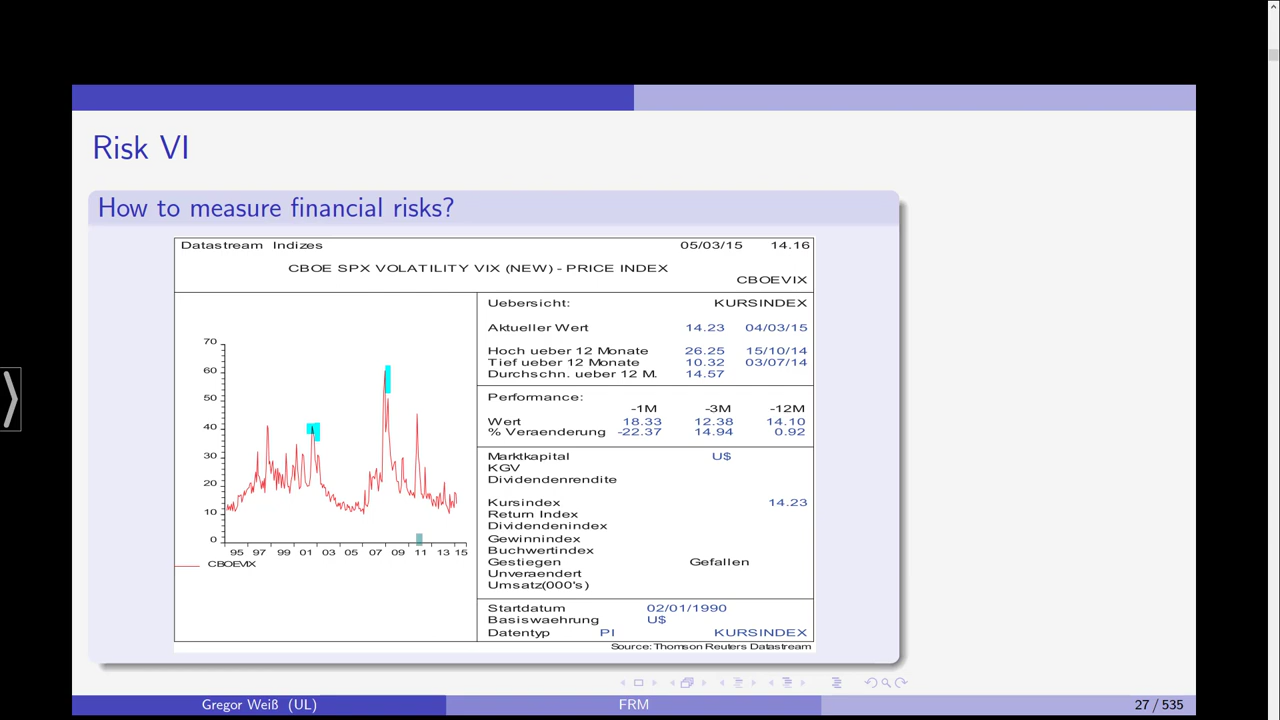 Risk VI
How to measure financial risks?
Datastream Indizes 05/03/15 14.16
CBOE SPX VOLATILITY VIX (NEW) - PRICE INDEX
CBOEVIX
Uebersicht: KURSINDEX
Aktueller Wert 14.23 04/03/15
Hoch ueber 12 Monate 26.25 15/10/14
Tief ueber 12 Monate 10.32 03/07/14
Durchschn. ueber 12 M. 14.57
Performance:
-1M -3M -12M
Wert 18.33 12.38 14.10
% Veraenderung -22.37 14.94 0.92
Marktkapital U$
KGV
Dividendenrendite
Kursindex 14.23
Return Index
Dividendenindex
Gewinnindex
Buchwertindex
Gestiegen Gefallen
Unveraendert
Umsatz(000's)
Startdatum 02/01/1990
Basiswaehrung U$
Datentyp PI KURSINDEX
70
60
50
40
30
20
10
0
95 97 99 01 03 05 07 09 11 13 15
CBOEVIX
Source: Thomson Reuters Datastream
Gregor Weiß (UL) FRM 27 / 535